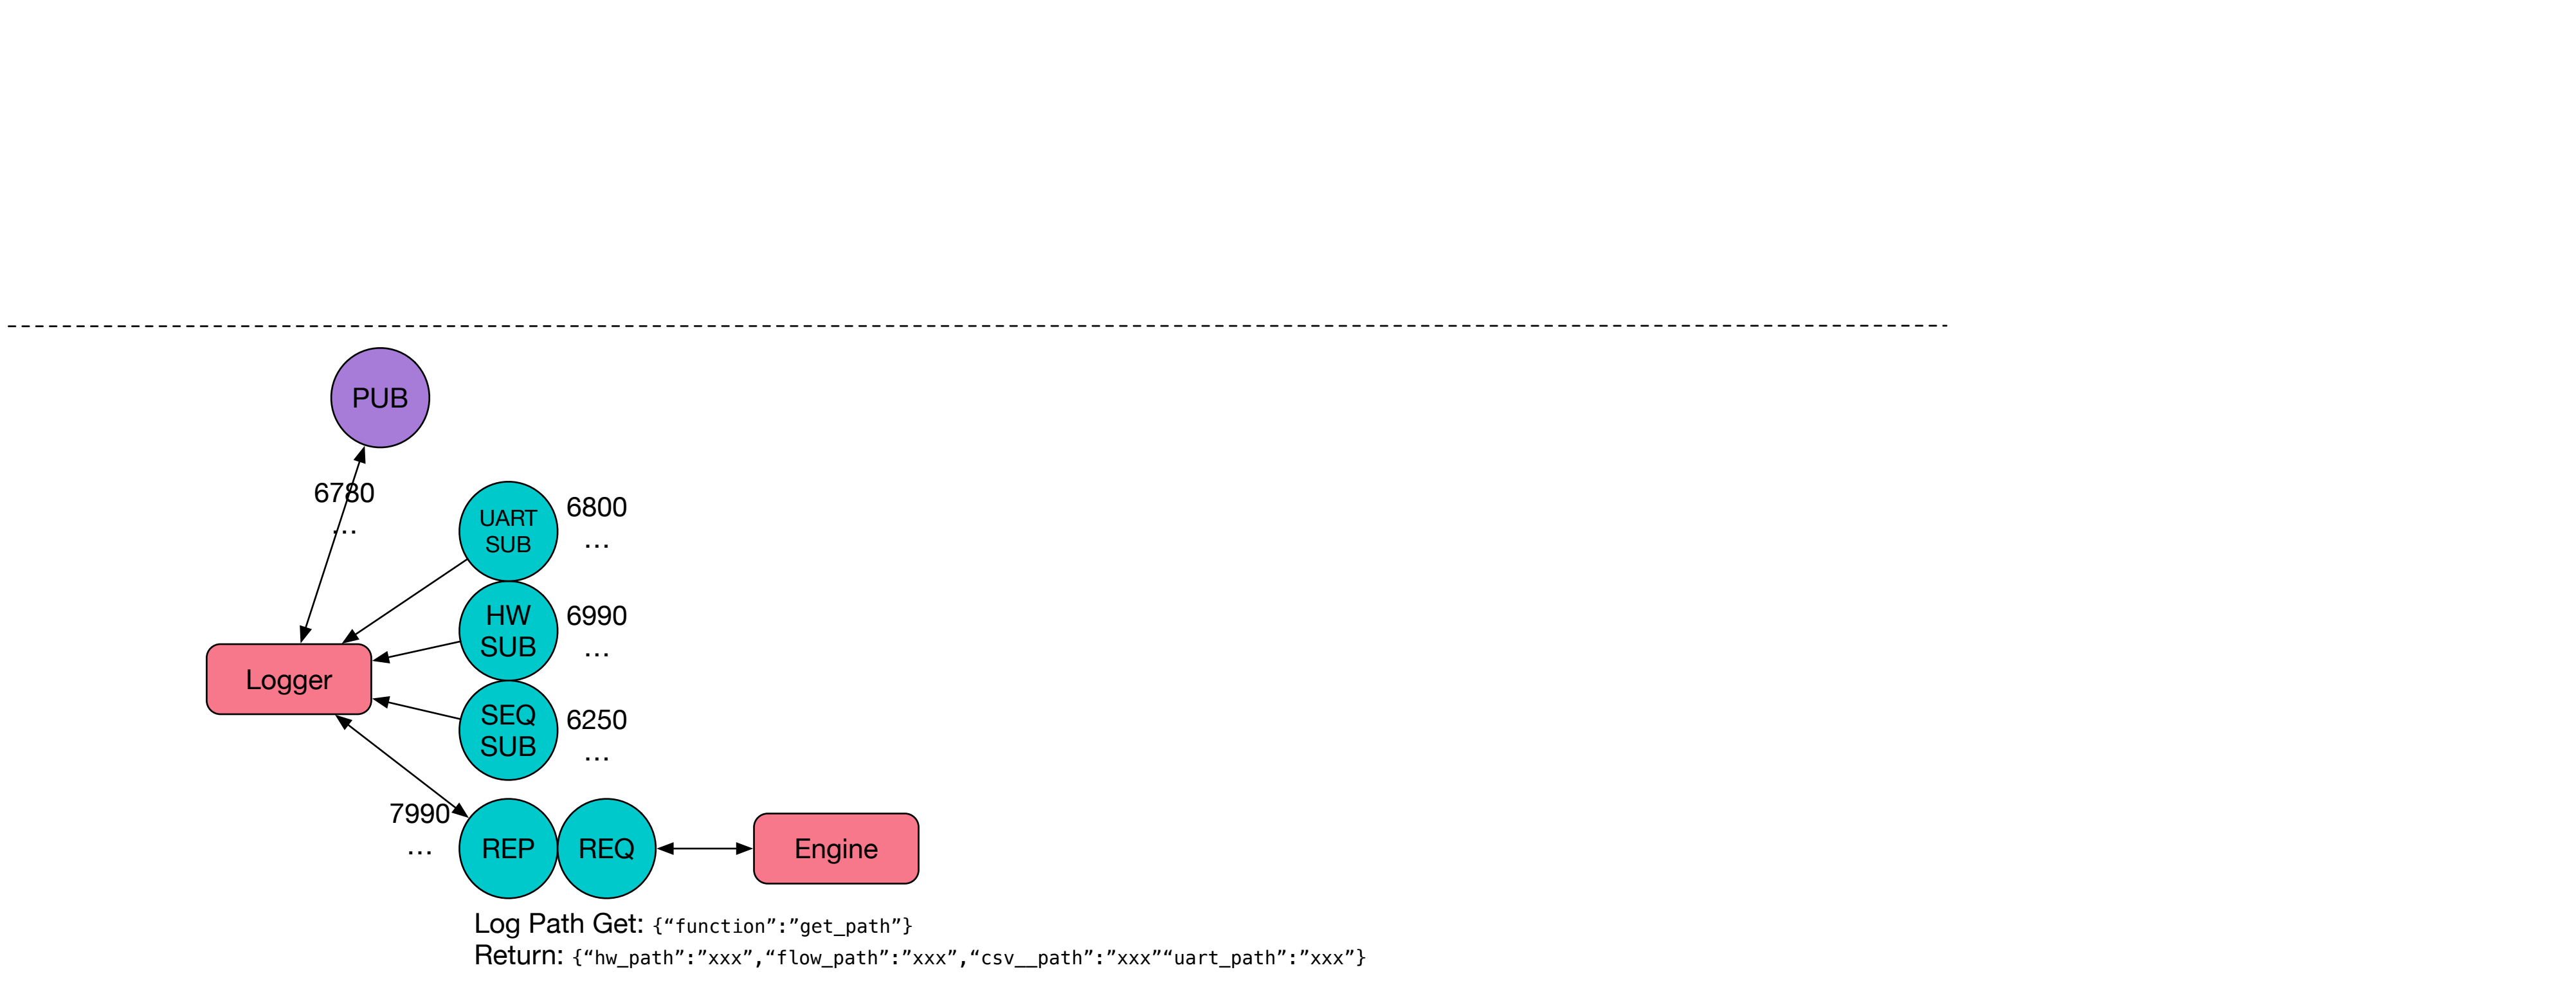 PUB
6780
...
UART
SUB
6800
...
HW
SUB
6990
...
Logger
SEQ
SUB
6250
...
7990
...
REP
REQ
Engine
Log Path Get: {“function”:”get_path”}
Return: {“hw_path”:”xxx”,“flow_path”:”xxx”,“csv__path”:”xxx”“uart_path”:”xxx”}